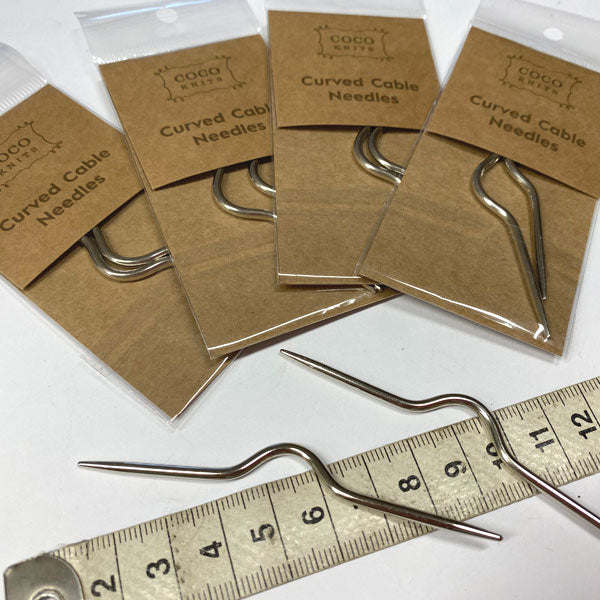 COCO
KNITS
Curved Cable
Needles
COCO
KNITS
Curved Cable
Needles
COCO
KNITS
Curved Cable
Needles
COCO
KNITS
Curved Cable
Needles
2 3 4 5 6 7 8 9 10 11 12